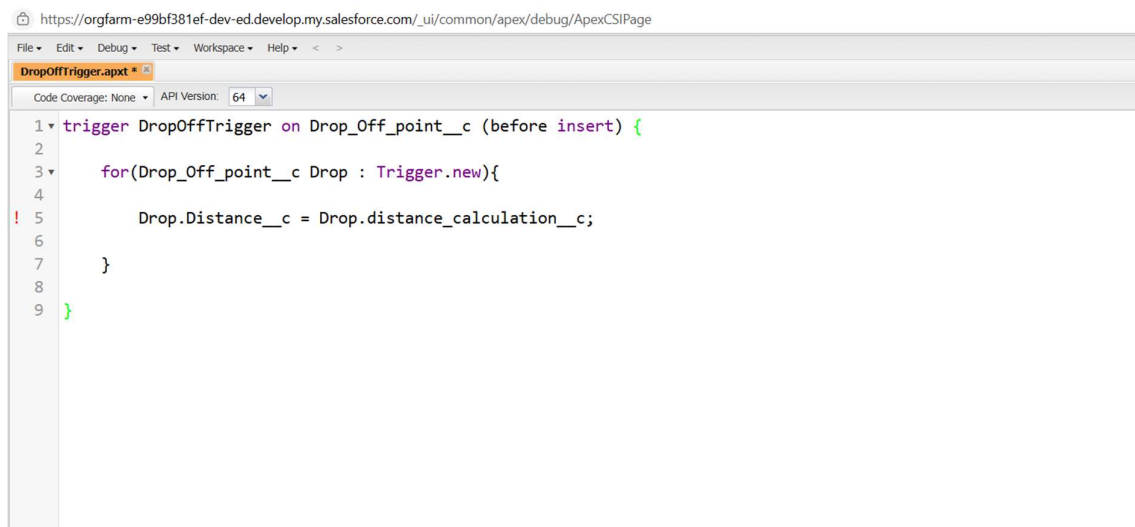 https://orgfarm-e99bf381ef-dev-ed.develop.my.salesforce.com/_ui/common/apex/debug/ApexCSIPage
File Edit Debug Test Workspace Help < >
DropOffTrigger.apxt *
Code Coverage: None API Version: 64
1 trigger DropOffTrigger on Drop_Off_point__c (before insert) {
2
3 for(Drop_Off_point__c Drop : Trigger.new){
4
! 5 Drop.Distance__c = Drop.distance_calculation__c;
6
7 }
8
9 }